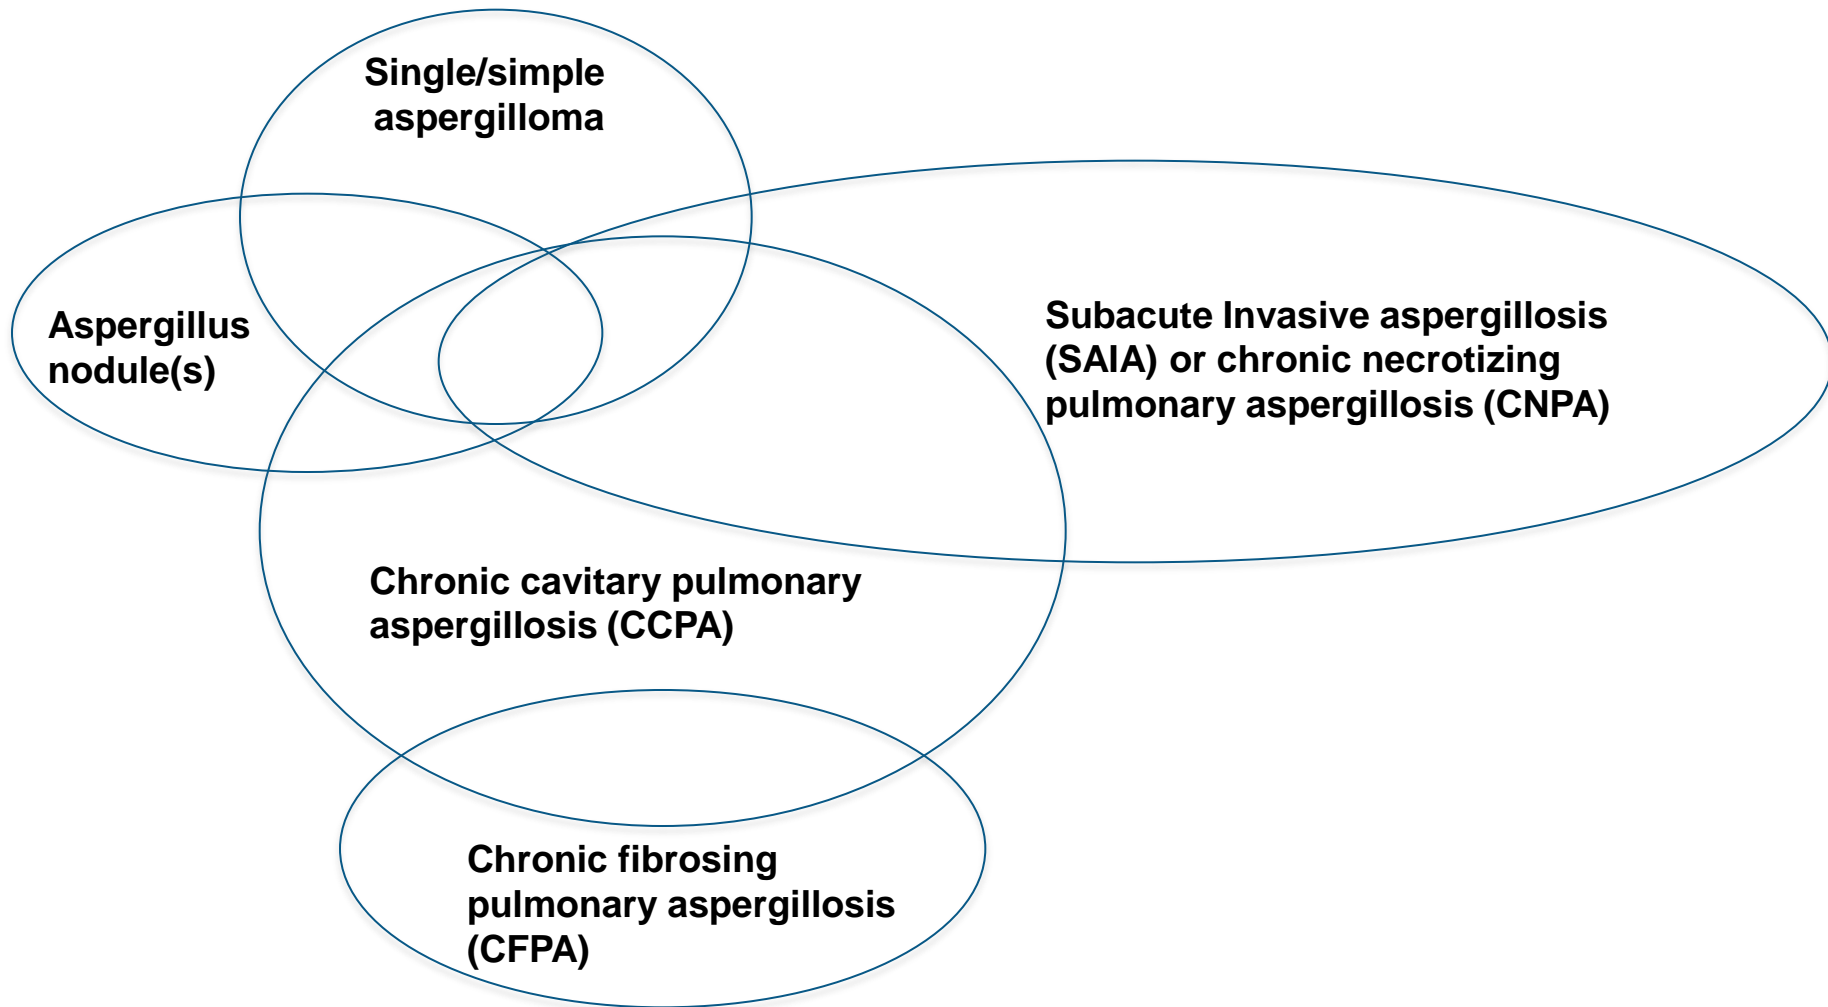 Single/simple
aspergilloma
Aspergillus
nodule(s)
Subacute Invasive aspergillosis
(SAIA) or chronic necrotizing
pulmonary aspergillosis (CNPA)
Chronic cavitary pulmonary
aspergillosis (CCPA)
Chronic fibrosing
pulmonary aspergillosis
(CFPA)